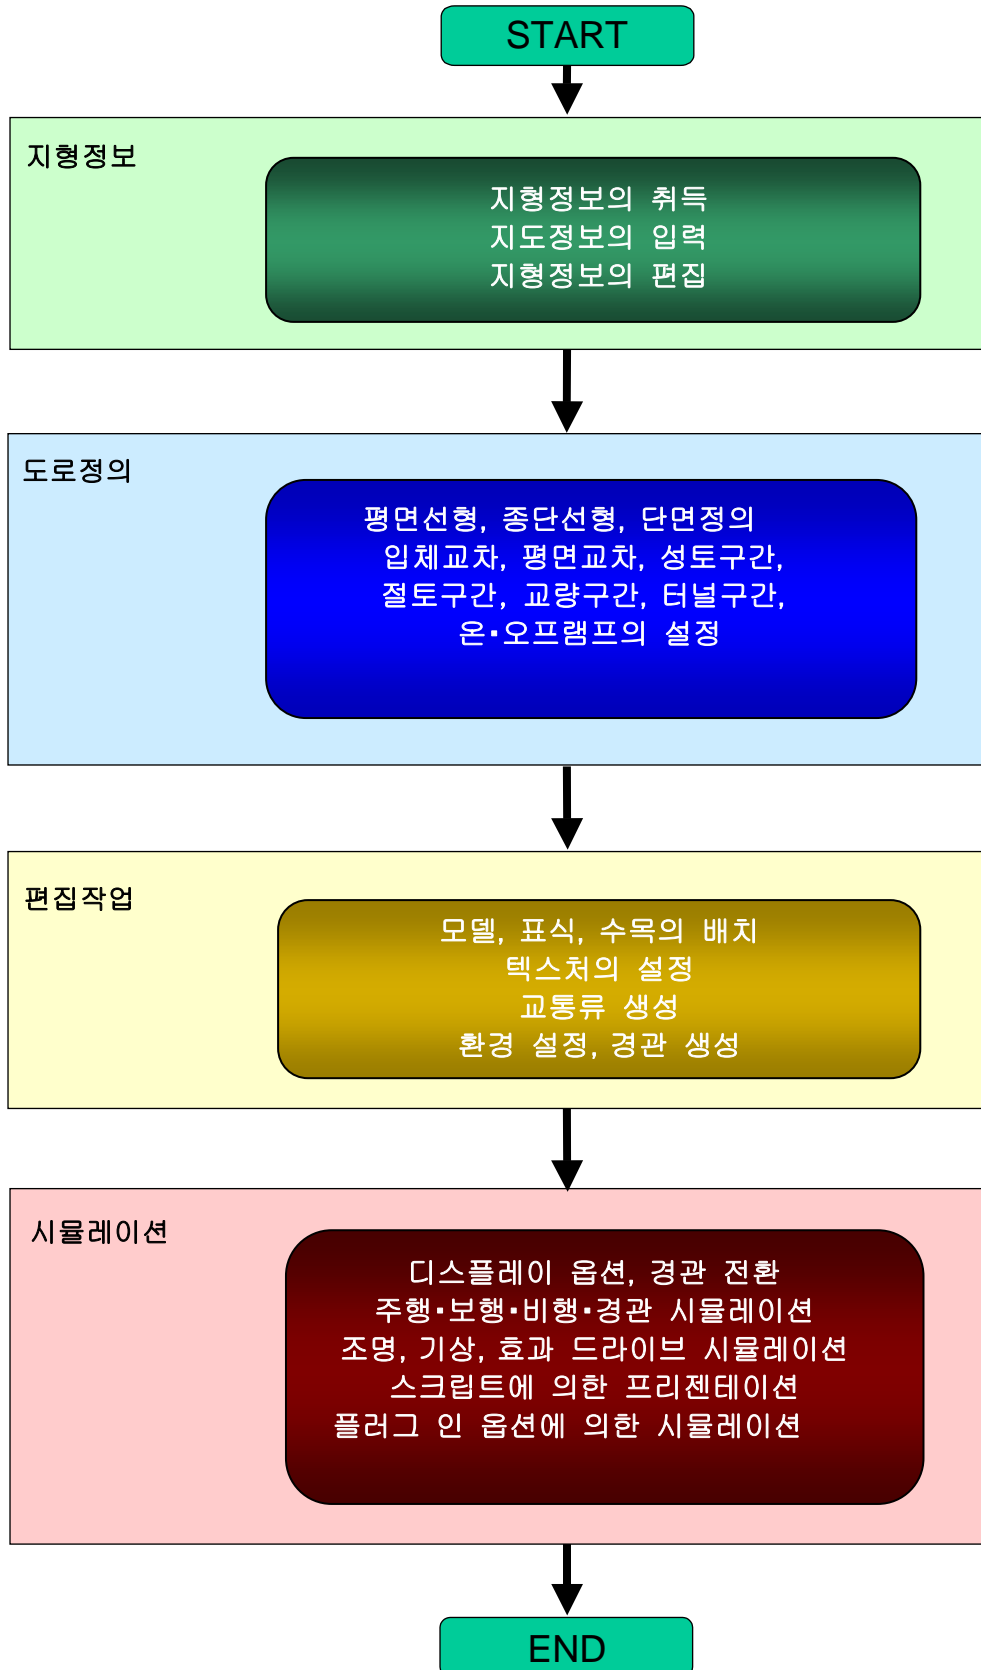 START
지형정보
지형정보의 취득
지도정보의 입력
지형정보의 편집
도로정의
평면선형, 종단선형, 단면정의
입체교차, 평면교차, 성토구간,
절토구간, 교량구간, 터널구간,
온▪오프램프의 설정
편집작업
모델, 표식, 수목의 배치
텍스처의 설정
교통류 생성
환경 설정, 경관 생성
시뮬레이션
디스플레이 옵션, 경관 전환
주행▪보행▪비행▪경관 시뮬레이션
조명, 기상, 효과 드라이브 시뮬레이션
스크립트에 의한 프리젠테이션
플러그 인 옵션에 의한 시뮬레이션
END